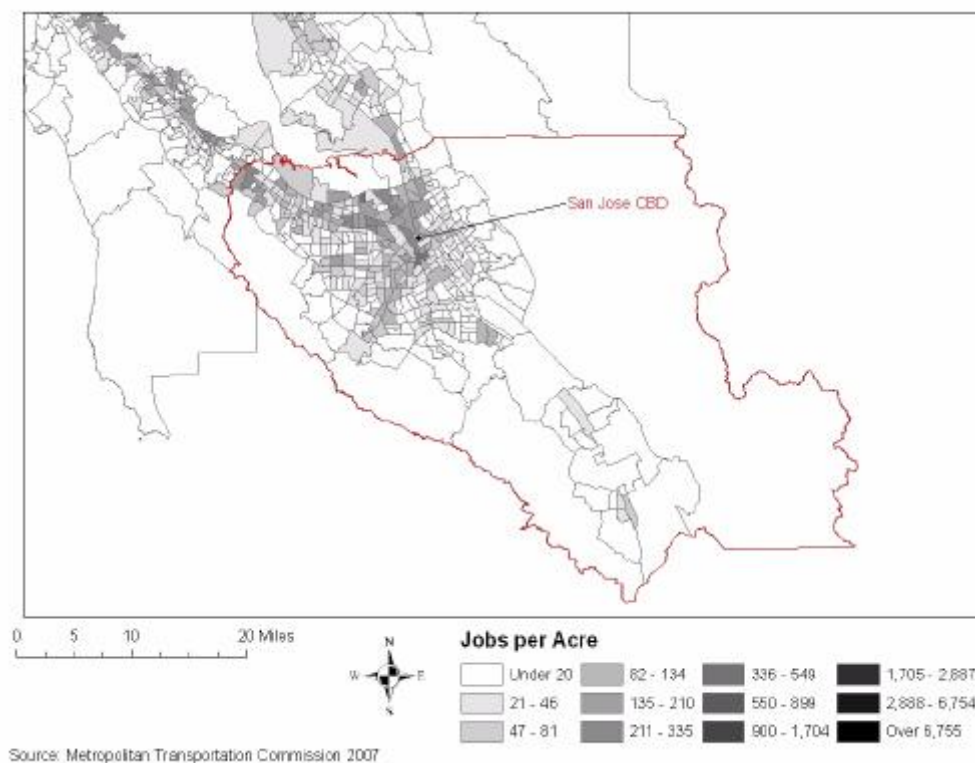 San Jose CBD
0 5 10 20 Miles
N
W E
S
Jobs per Acre
Under 20 82 - 134 336 - 549 1,705 - 2,887
21 - 46 135 - 210 550 - 899 2,888 - 6,754
47 - 81 211 - 335 900 - 1,704 Over 6,755
Source: Metropolitan Transportation Commission 2007